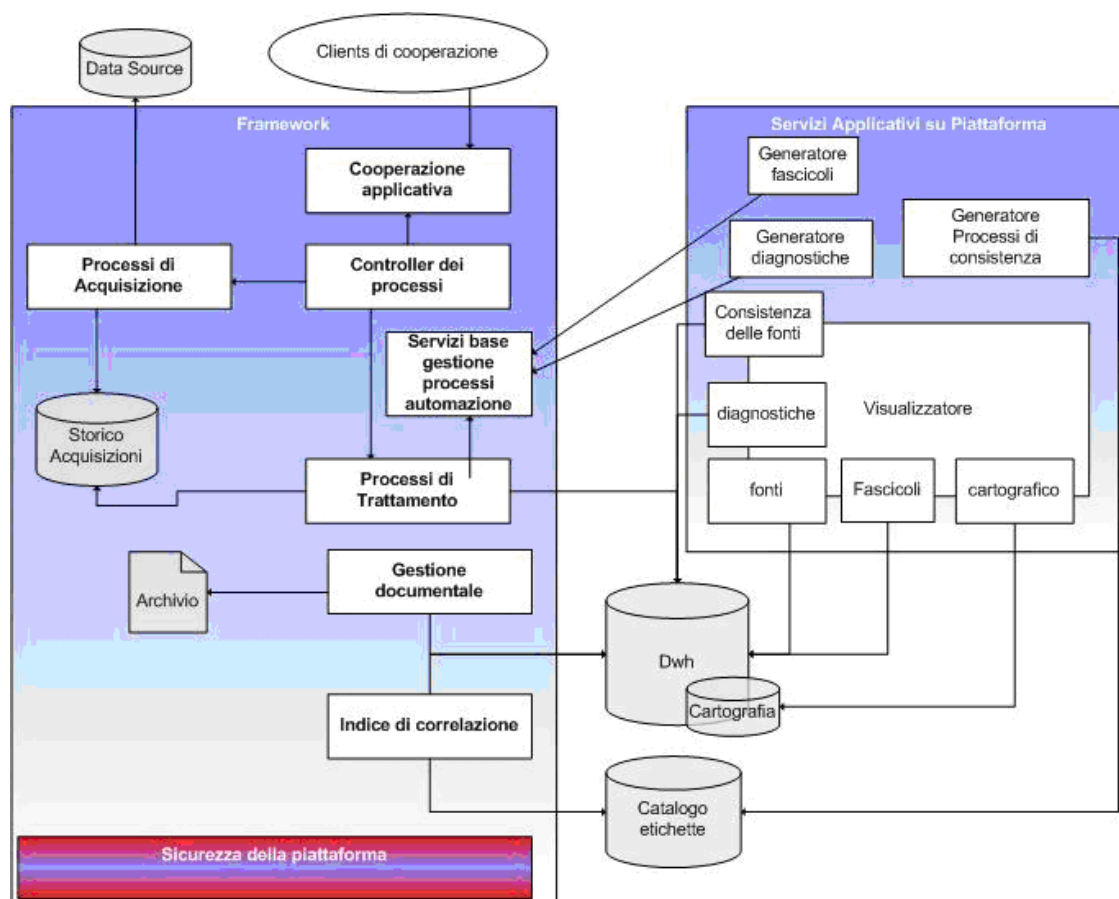 Clients di cooperazione
Data Source
Framework
Servizi Applicativi su Piattaforma
Generatore
fascicoli
Cooperazione
applicativa
Generatore
Processi di
consistenza
Generatore
diagnostiche
Processi di
Acquisizione
Controller dei
processi
Consistenza
delle fonti
Servizi base
gestione
processi
automazione
diagnostiche
Visualizzatore
Storico
Acquisizioni
Processi di
Trattamento
fonti
Fascicoli
cartografico
Gestione
documentale
Archivio
Dwh
Cartografia
Indice di correlazione
Catalogo
etichette
Sicurezza della piattaforma